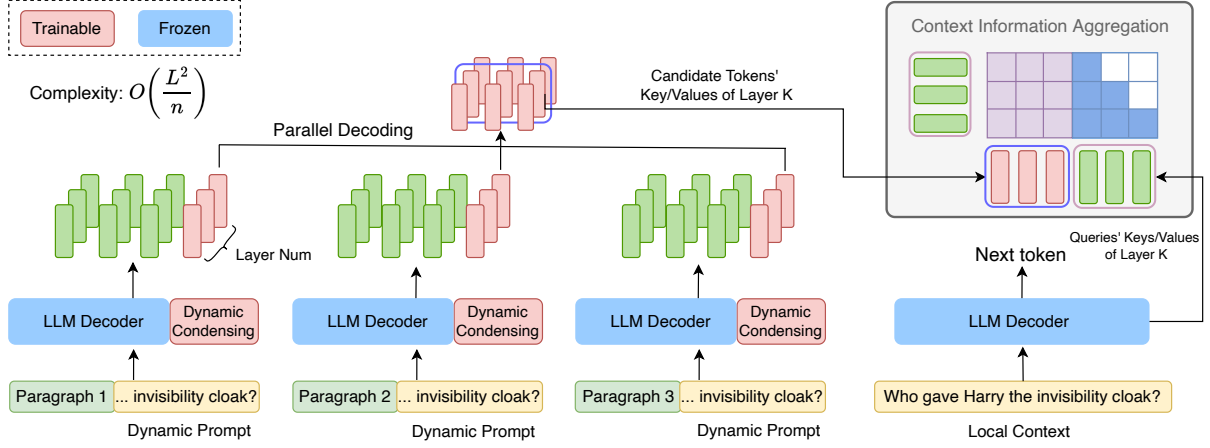 Trainable
Frozen
Complexity: O(L²/n)
Parallel Decoding
Candidate Tokens'
Key/Values of Layer K
Context Information Aggregation
Layer Num
Queries' Keys/Values
of Layer K
Next token
LLM Decoder
Dynamic
Condensing
LLM Decoder
Dynamic
Condensing
LLM Decoder
Dynamic
Condensing
LLM Decoder
Paragraph 1
... invisibility cloak?
Paragraph 2
... invisibility cloak?
Paragraph 3
... invisibility cloak?
Who gave Harry the invisibility cloak?
Dynamic Prompt
Dynamic Prompt
Dynamic Prompt
Local Context